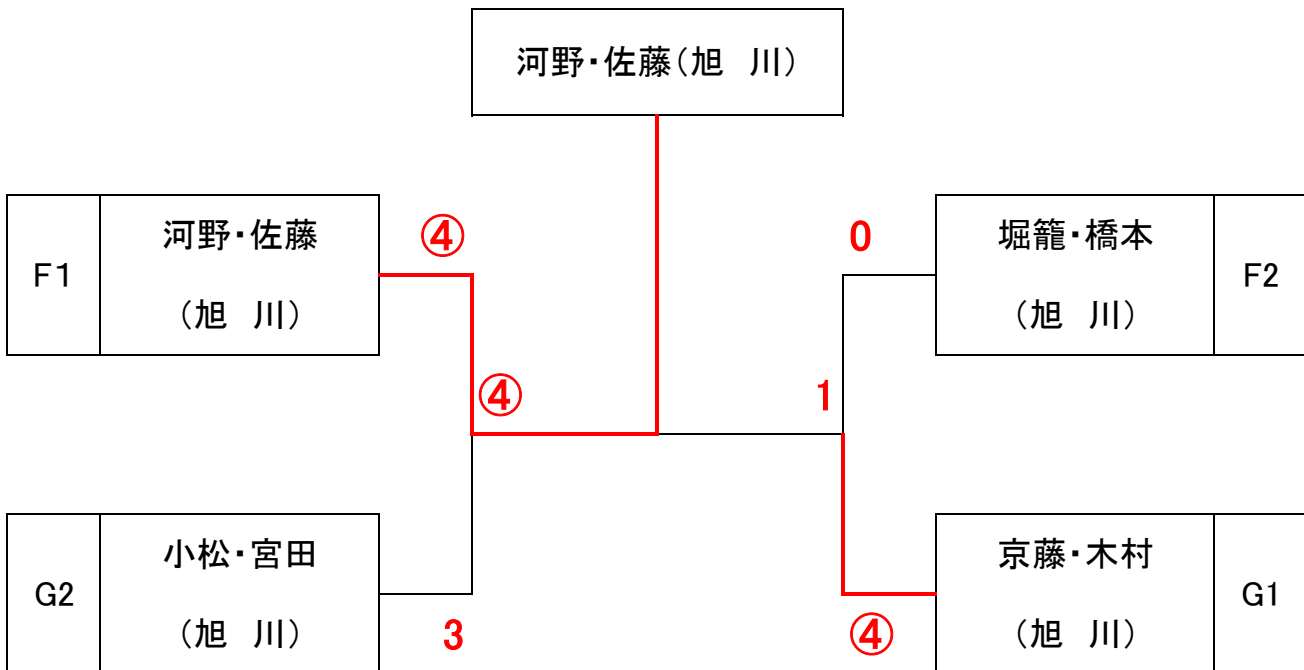 河野・佐藤(旭　川)
F1
河野・佐藤
(旭　川)
④
0
堀籠・橋本
(旭　川)
F2
④
1
G2
小松・宮田
(旭　川)
3
④
京藤・木村
(旭　川)
G1